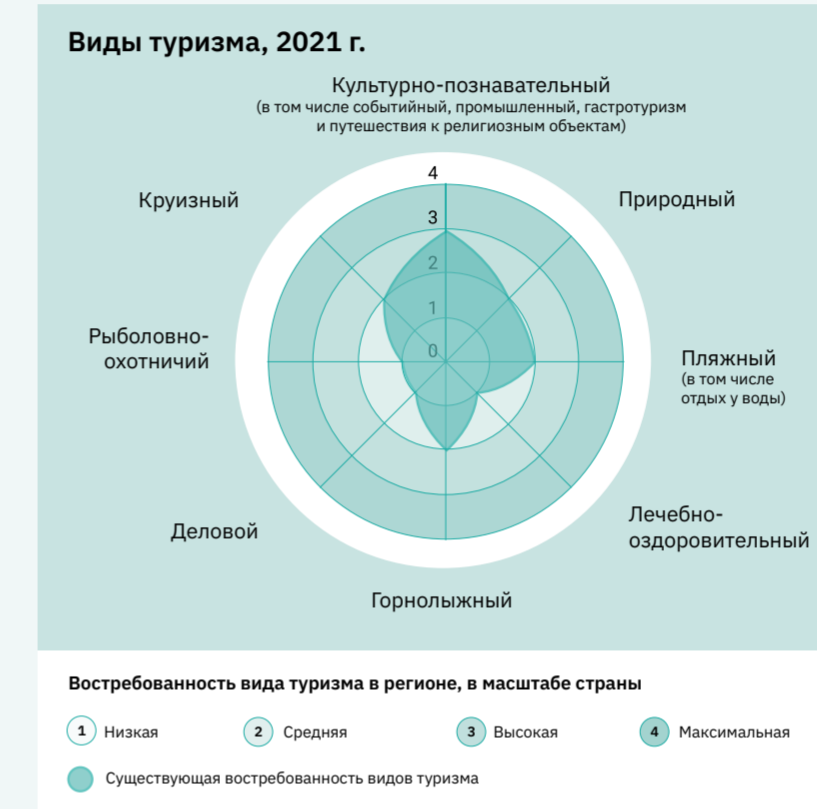 Виды туризма, 2021 г.
Культурно-познавательный
(в том числе событийный, промышленный, гастротуризм
и путешествия к религиозным объектам)
Круизный
Природный
4
3
2
1
0
Рыболовно-
охотничий
Пляжный
(в том числе
отдых у воды)
Деловой
Лечебно-
оздоровительный
Горнолыжный
Востребованность вида туризма в регионе, в масштабе страны
1 Низкая
2 Средняя
3 Высокая
4 Максимальная
Существующая востребованность видов туризма